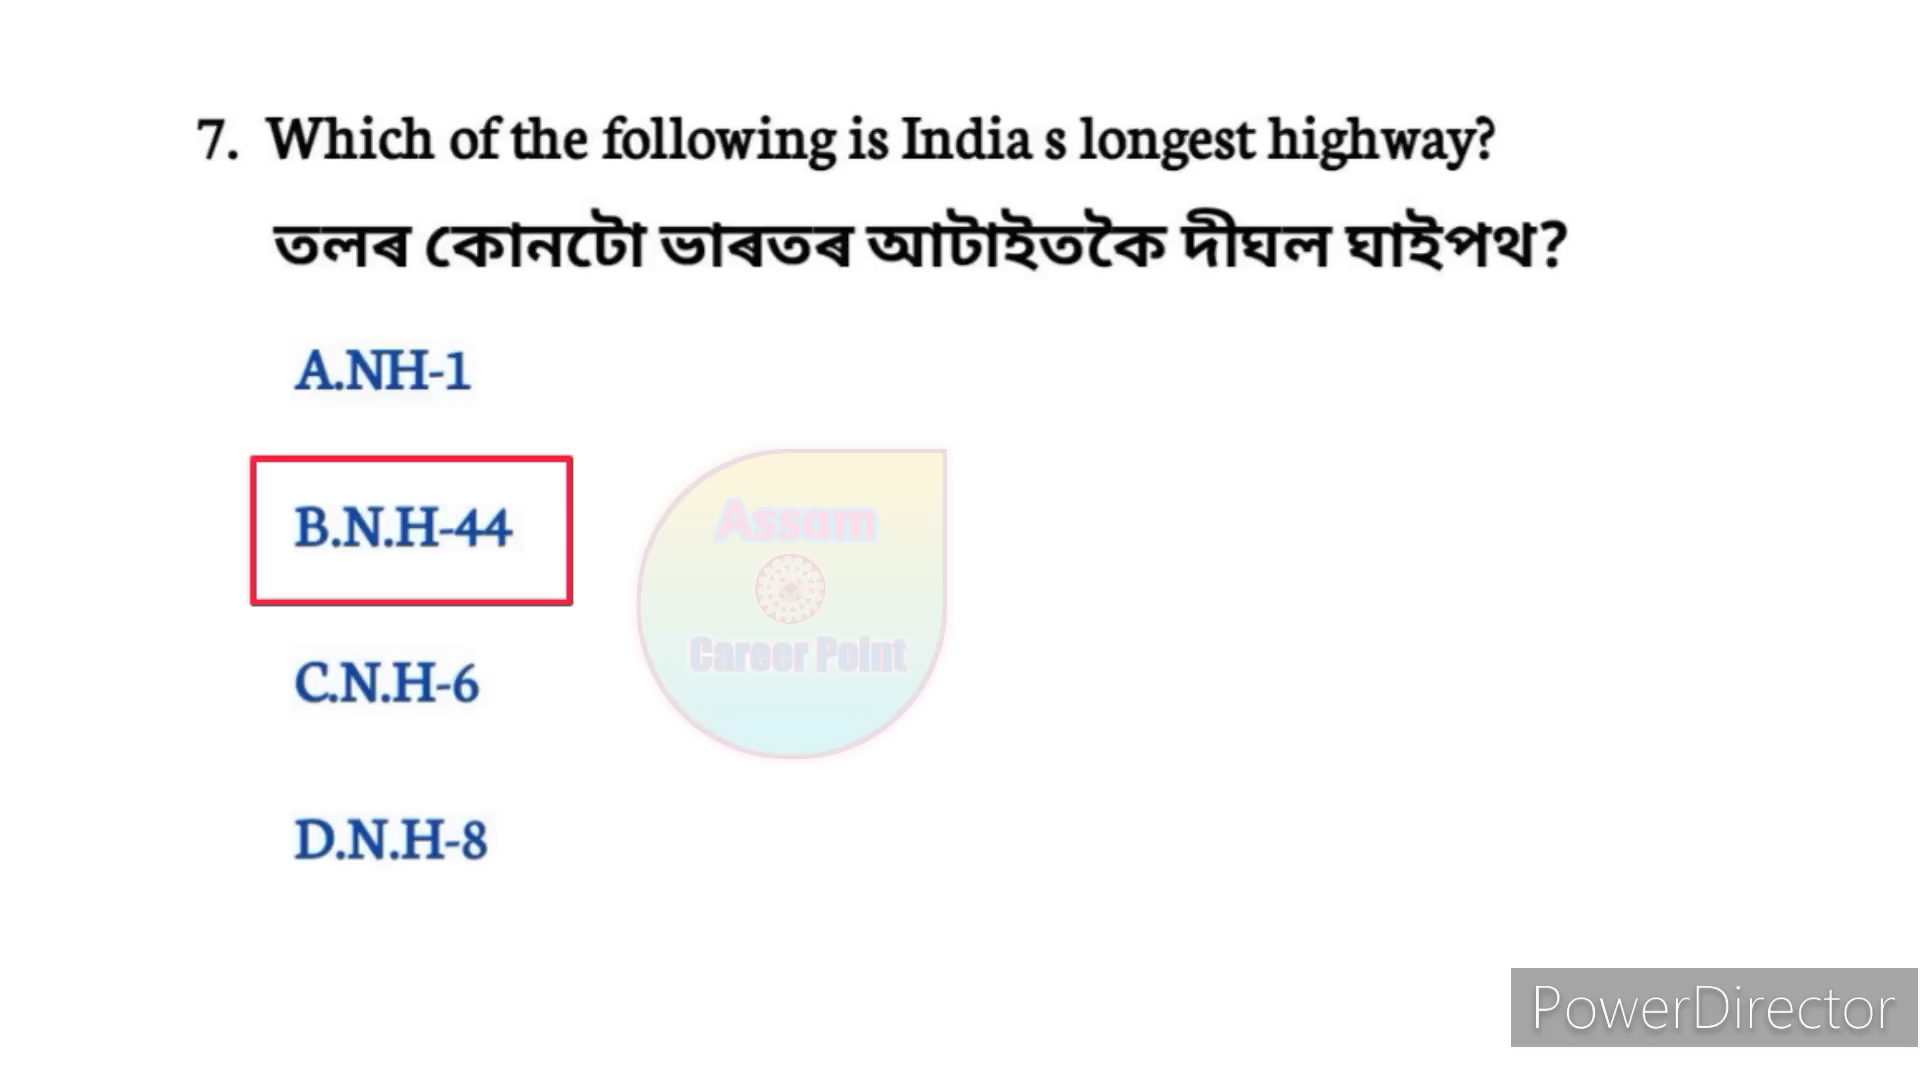 7. Which of the following is India s longest highway?
তলৰ কোনটো ভাৰতৰ আটাইতকৈ দীঘল ঘাইপথ?
A.NH-1
B.N.H-44
Assam
Career Point
C.N.H-6
D.N.H-8
PowerDirector